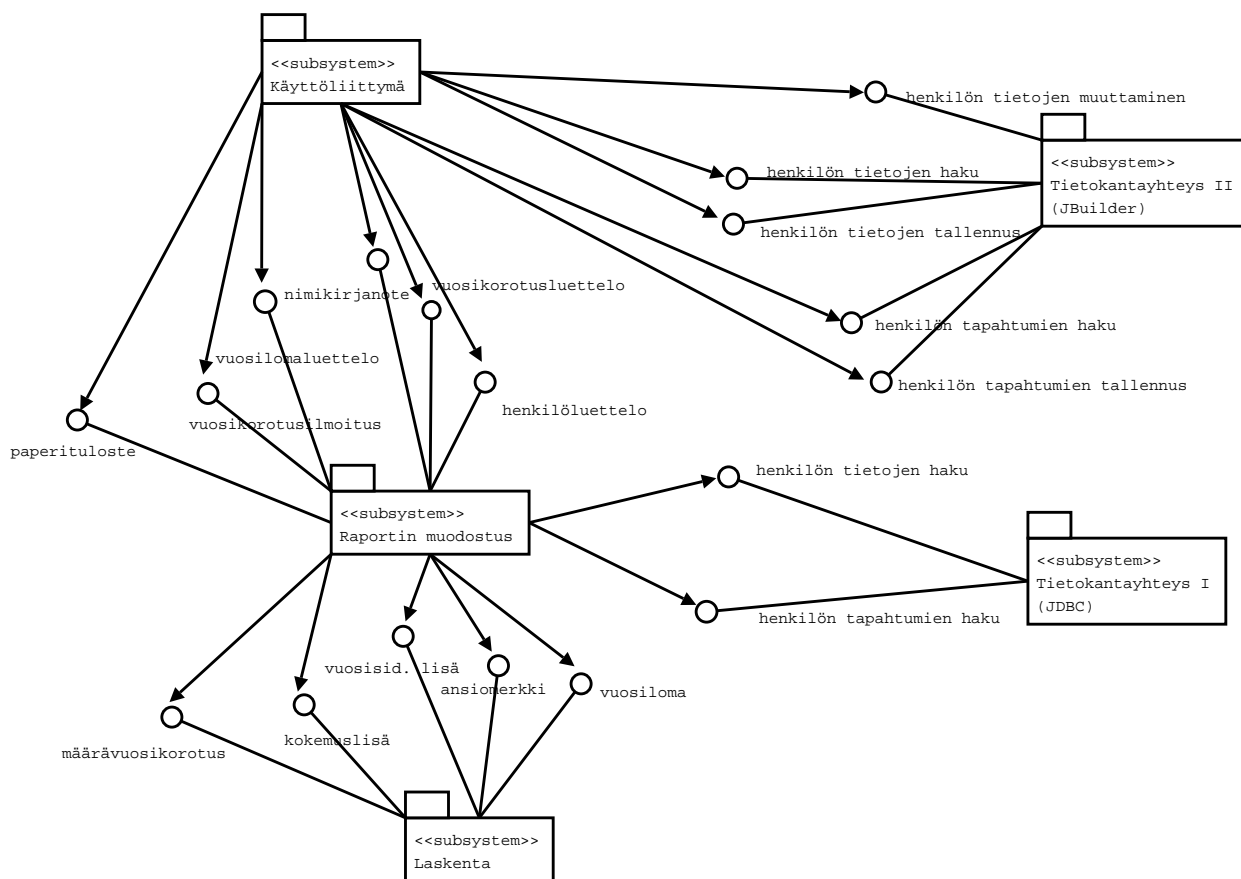 <<subsystem>>
Käyttöliittymä
henkilön tietojen muuttaminen
<<subsystem>>
Tietokantayhteys II
(JBuilder)
henkilön tietojen haku
henkilön tietojen tallennus
vuosikorotusluettelo
nimikirjanote
henkilön tapahtumien haku
vuosilomaluettelo
henkilön tapahtumien tallennus
henkilöluettelo
vuosikorotusilmoitus
paperituloste
henkilön tietojen haku
<<subsystem>>
Raportin muodostus
<<subsystem>>
Tietokantayhteys I
(JDBC)
henkilön tapahtumien haku
vuosisid. lisä
ansiomerkki
vuosiloma
kokemuslisä
määrävuosikorotus
<<subsystem>>
Laskenta